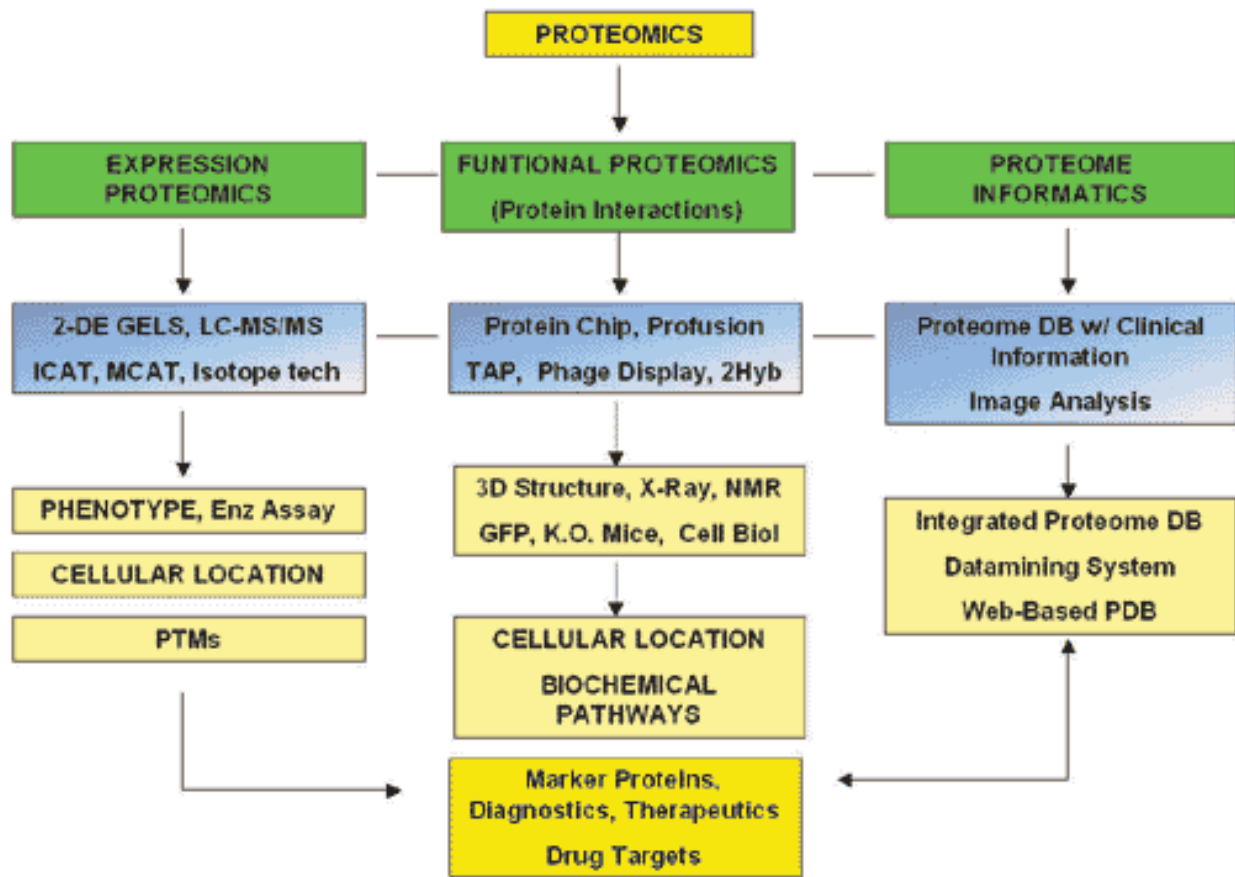 PROTEOMICS
EXPRESSION
PROTEOMICS
FUNTIONAL PROTEOMICS
(Protein Interactions)
PROTEOME
INFORMATICS
2-DE GELS, LC-MS/MS
ICAT, MCAT, Isotope tech
Protein Chip, Profusion
TAP, Phage Display, 2Hyb
Proteome DB w/ Clinical
Information
Image Analysis
PHENOTYPE, Enz Assay
CELLULAR LOCATION
PTMs
3D Structure, X-Ray, NMR
GFP, K.O. Mice, Cell Biol
CELLULAR LOCATION
BIOCHEMICAL
PATHWAYS
Integrated Proteome DB
Datamining System
Web-Based PDB
Marker Proteins,
Diagnostics, Therapeutics
Drug Targets